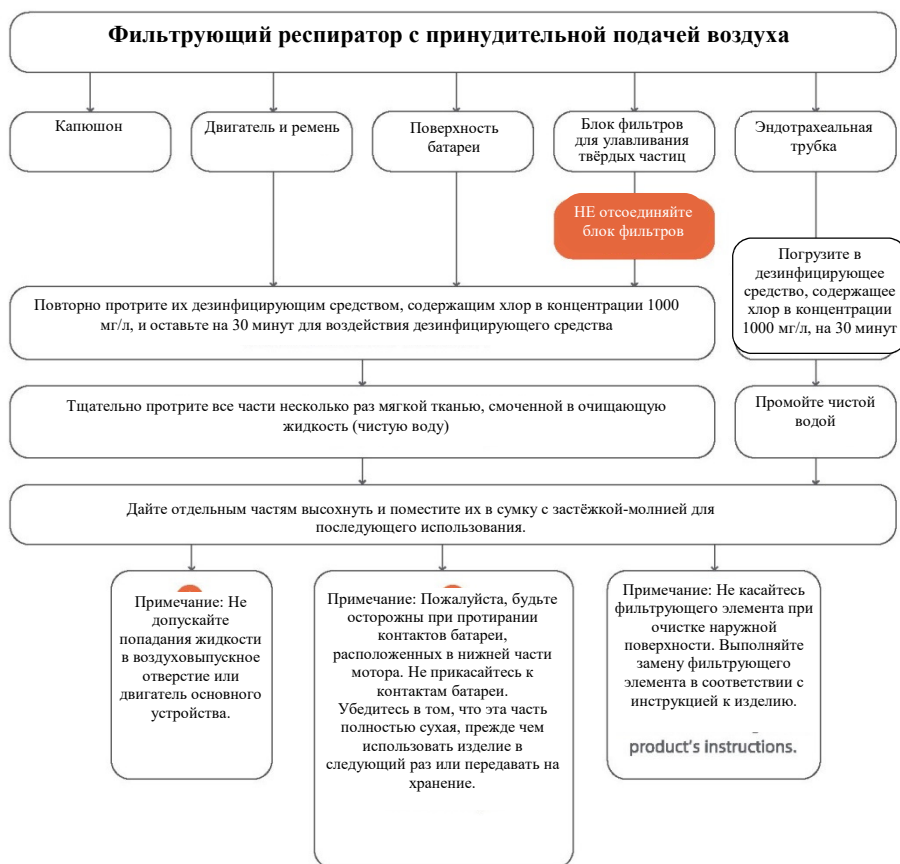 Фильтрующий респиратор с принудительной подачей воздуха
Капюшон
Двигатель и ремень
Поверхность
батареи
Блок фильтров
для улавливания
твёрдых частиц
Эндотрахеальная
трубка
НЕ отсоединяйте
блок фильтров
Погрузите в
дезинфицирующее
средство, содержащее
хлор в концентрации
1000 мг/л, на 30 минут
Повторно протрите их дезинфицирующим средством, содержащим хлор в концентрации 1000
мг/л, и оставьте на 30 минут для воздействия дезинфицирующего средства
Тщательно протрите все части несколько раз мягкой тканью, смоченной в очищающую
жидкость (чистую воду)
Промойте чистой
водой
Дайте отдельным частям высохнуть и поместите их в сумку с застёжкой-молнией для
последующего использования.
Примечание: Не
допускайте
попадания жидкости
в воздуховыпускное
отверстие или
двигатель основного
устройства.
Примечание: Пожалуйста, будьте
осторожны при протирании
контактов батареи,
расположенных в нижней части
мотора. Не прикасайтесь к
контактам батареи.
Убедитесь в том, что эта часть
полностью сухая, прежде чем
использовать изделие в
следующий раз или передавать на
хранение.
Примечание: Не касайтесь
фильтрующего элемента при
очистке наружной
поверхности. Выполняйте
замену фильтрующего
элемента в соответствии с
инструкцией к изделию.
product's instructions.